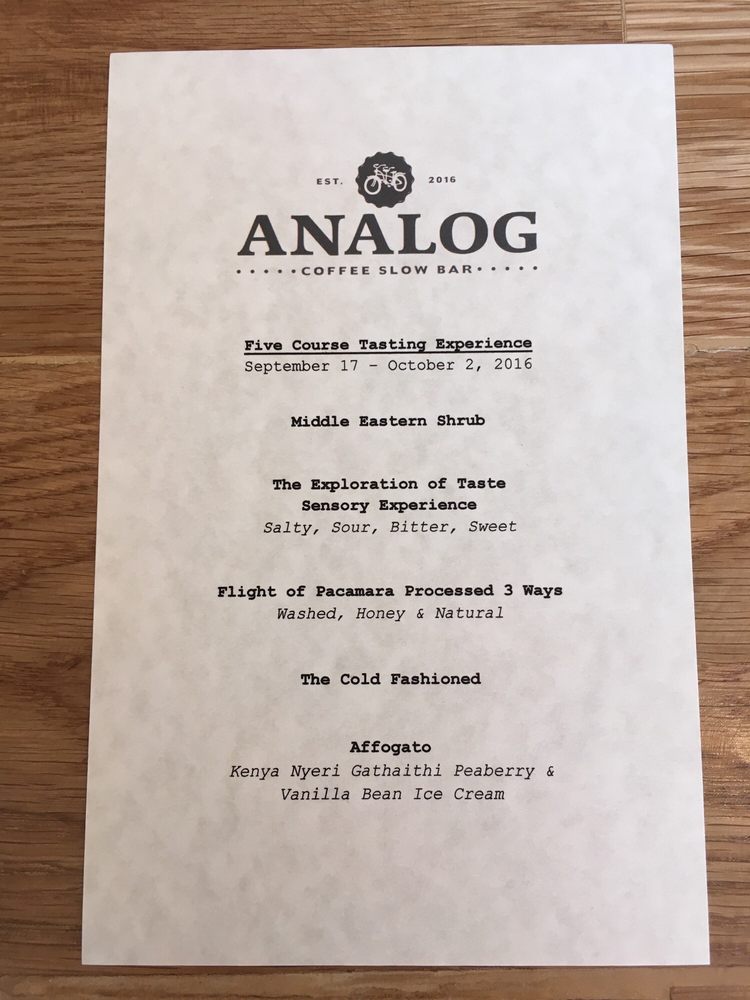 EST. 2016
ANALOG
•••••COFFEE SLOW BAR•••••
Five Course Tasting Experience
September 17 – October 2, 2016
Middle Eastern Shrub
The Exploration of Taste
Sensory Experience
Salty, Sour, Bitter, Sweet
Flight of Pacamara Processed 3 Ways
Washed, Honey & Natural
The Cold Fashioned
Affogato
Kenya Nyeri Gathaithi Peaberry &
Vanilla Bean Ice Cream